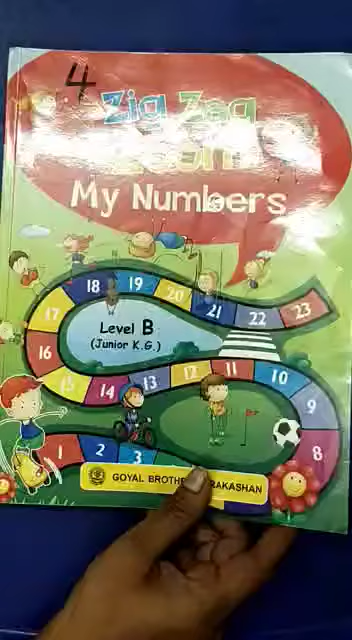 4
Zig Zag
My Numbers
18 19 20 21 22 23
17
Level B
(Junior K.G.)
16
15 14 13 12 11 10
9
8
1 2 3
GOYAL BROTHERS PRAKASHAN